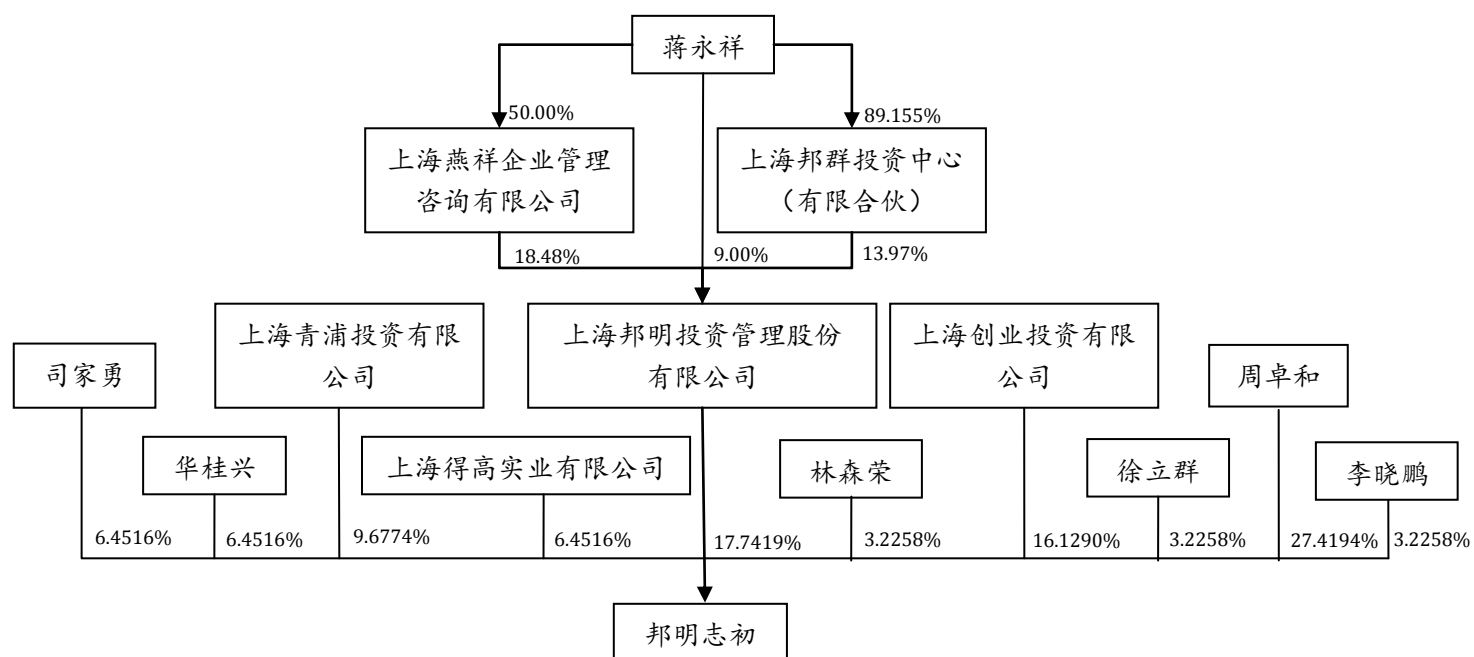 蒋永祥
50.00%
89.155%
上海燕祥企业管理
咨询有限公司
上海邦群投资中心
（有限合伙）
18.48%
9.00%
13.97%
司家勇
上海青浦投资有限
公司
上海邦明投资管理股份
有限公司
上海创业投资有限
公司
周卓和
华桂兴
上海得高实业有限公司
林森荣
徐立群
李晓鹏
6.4516%
6.4516%
9.6774%
6.4516%
17.7419%
3.2258%
16.1290%
3.2258%
27.4194%
3.2258%
邦明志初